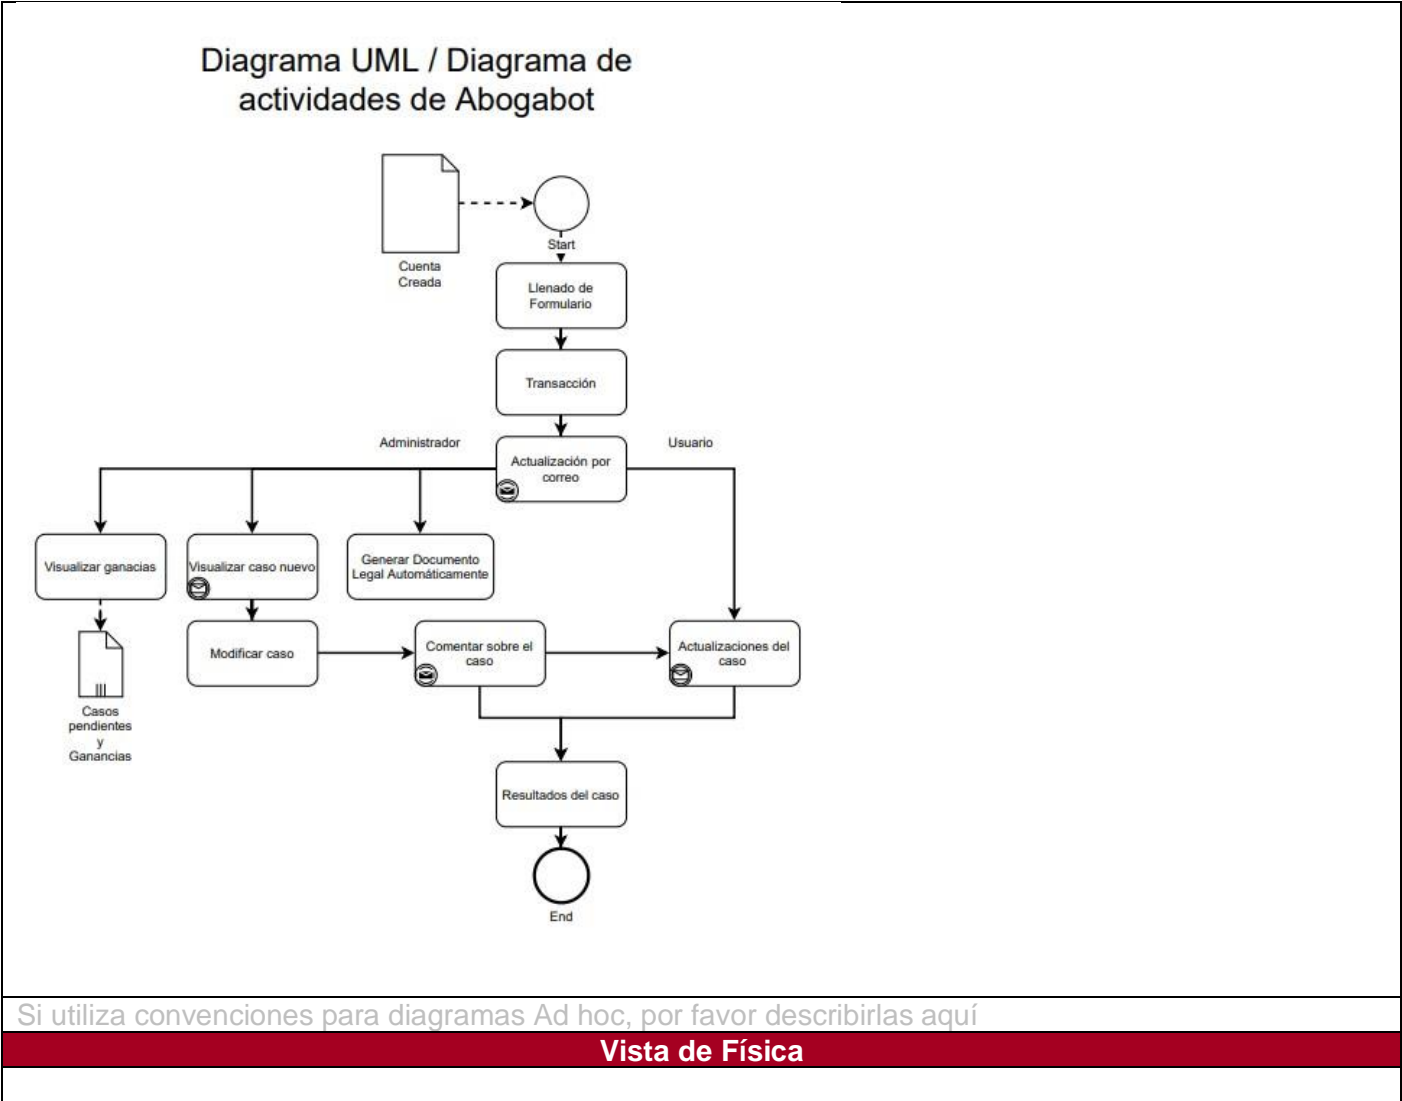 Diagrama UML / Diagrama de
actividades de Abogabot
Start
Cuenta
Creada
Llenado de
Formulario
Transacción
Administrador
Usuario
Actualización por
correo
Visualizar ganacias
Visualizar caso nuevo
Generar Documento
Legal Automáticamente
Modificar caso
Comentar sobre el
caso
Actualizaciones del
caso
Casos
pendientes
y
Ganancias
Resultados del caso
End
Si utiliza convenciones para diagramas Ad hoc, por favor describirlas aquí
Vista de Física